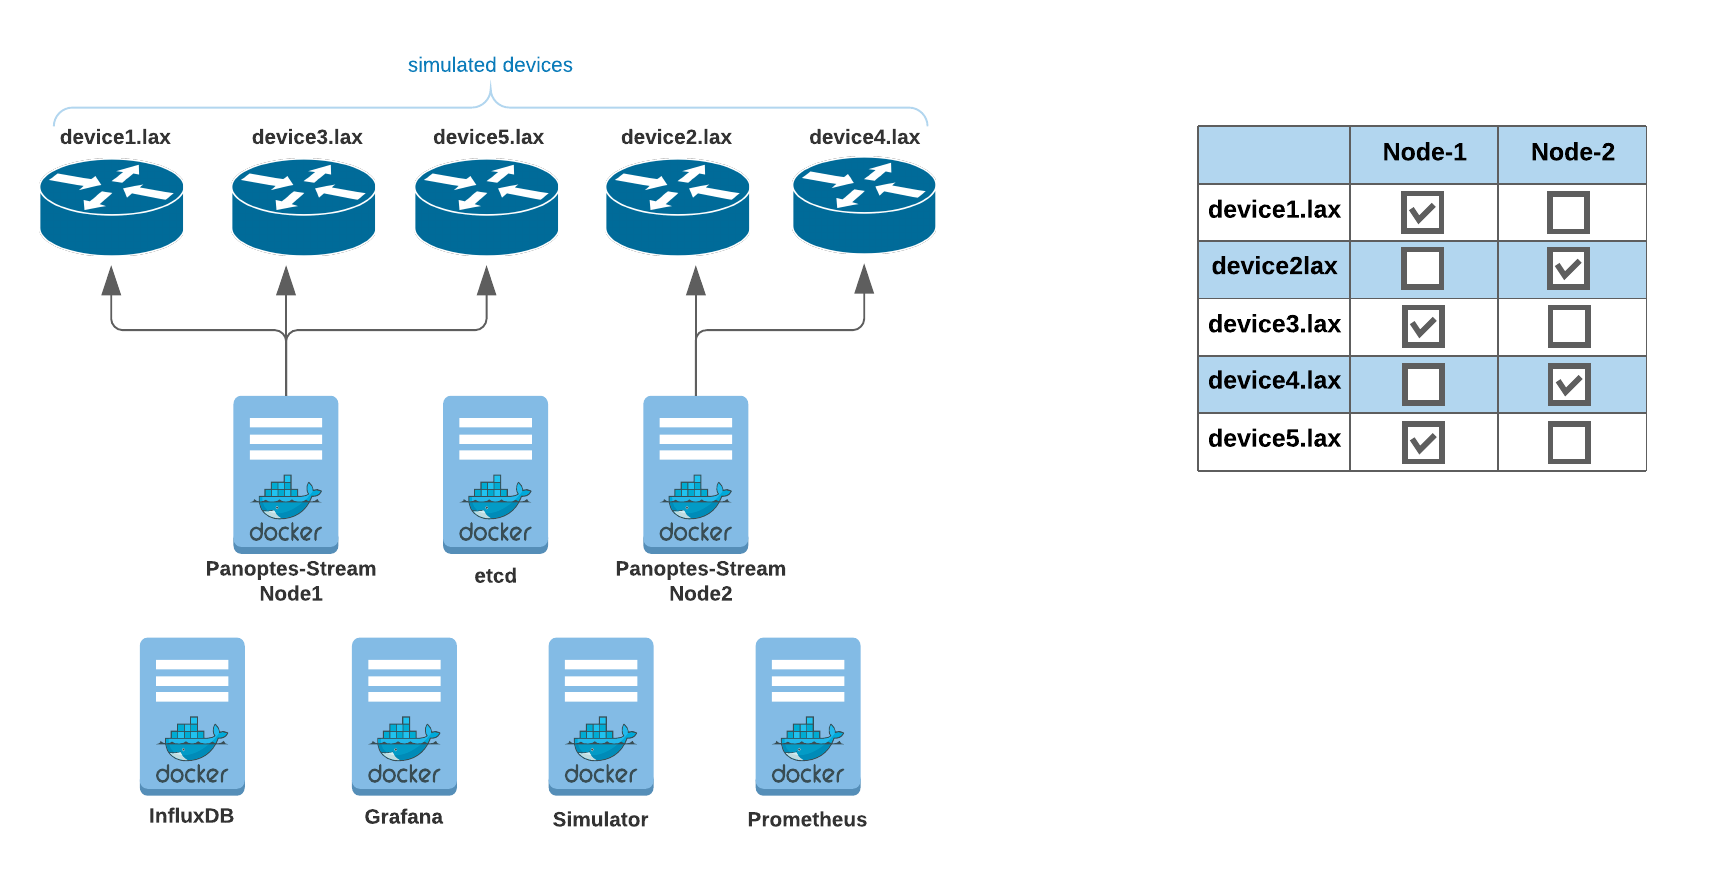 simulated devices
device1.lax
device3.lax
device5.lax
device2.lax
device4.lax
docker
Panoptes-Stream
Node1
docker
etcd
docker
Panoptes-Stream
Node2
docker
InfluxDB
docker
Grafana
docker
Simulator
docker
Prometheus
Node-1 Node-2
device1.lax
device2lax
device3.lax
device4.lax
device5.lax